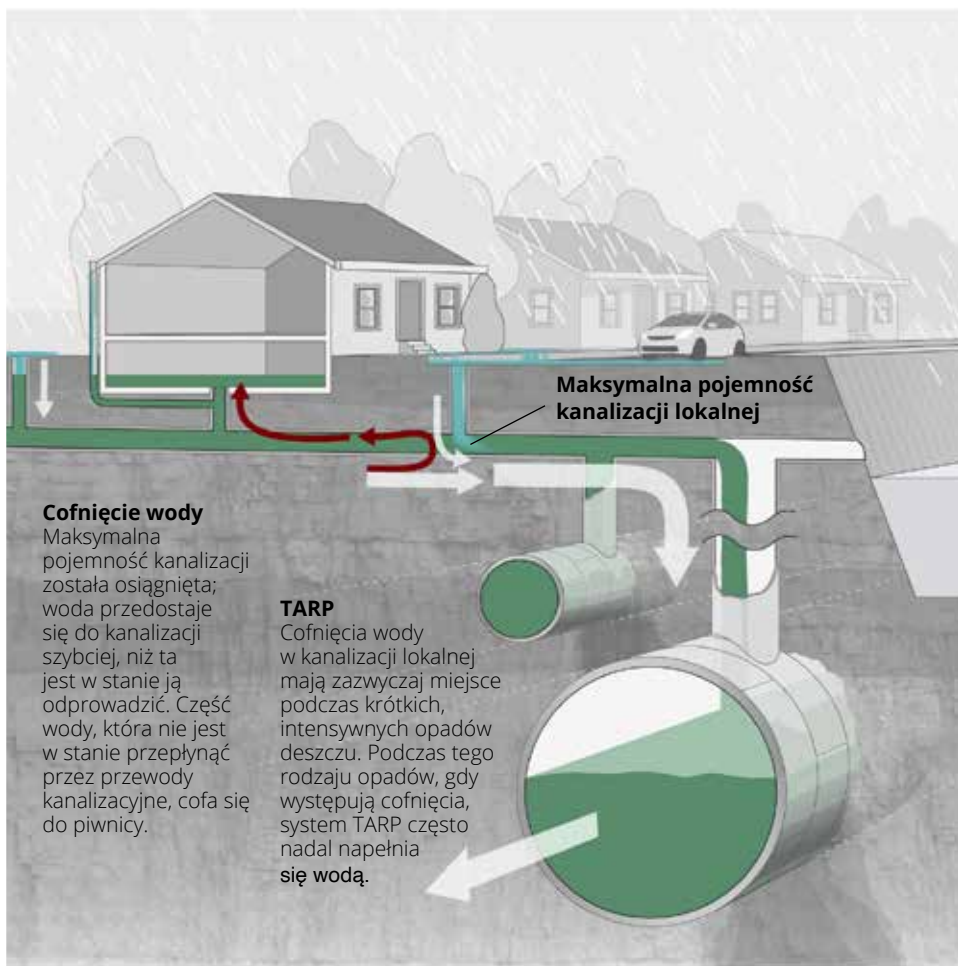 Maksymalna pojemność
kanalizacji lokalnej
Cofnięcie wody
Maksymalna
pojemność kanalizacji
została osiągnięta;
woda przedostaje
się do kanalizacji
szybciej, niż ta
jest w stanie ją
odprowadzić. Część
wody, która nie jest
w stanie przepłynąć
przez przewody
kanalizacyjne, cofa się
do piwnicy.
TARP
Cofnięcia wody
w kanalizacji lokalnej
mają zazwyczaj miejsce
podczas krótkich,
intensywnych opadów
deszczu. Podczas tego
rodzaju opadów, gdy
występują cofnięcia,
system TARP często
nadal napełnia
się wodą.